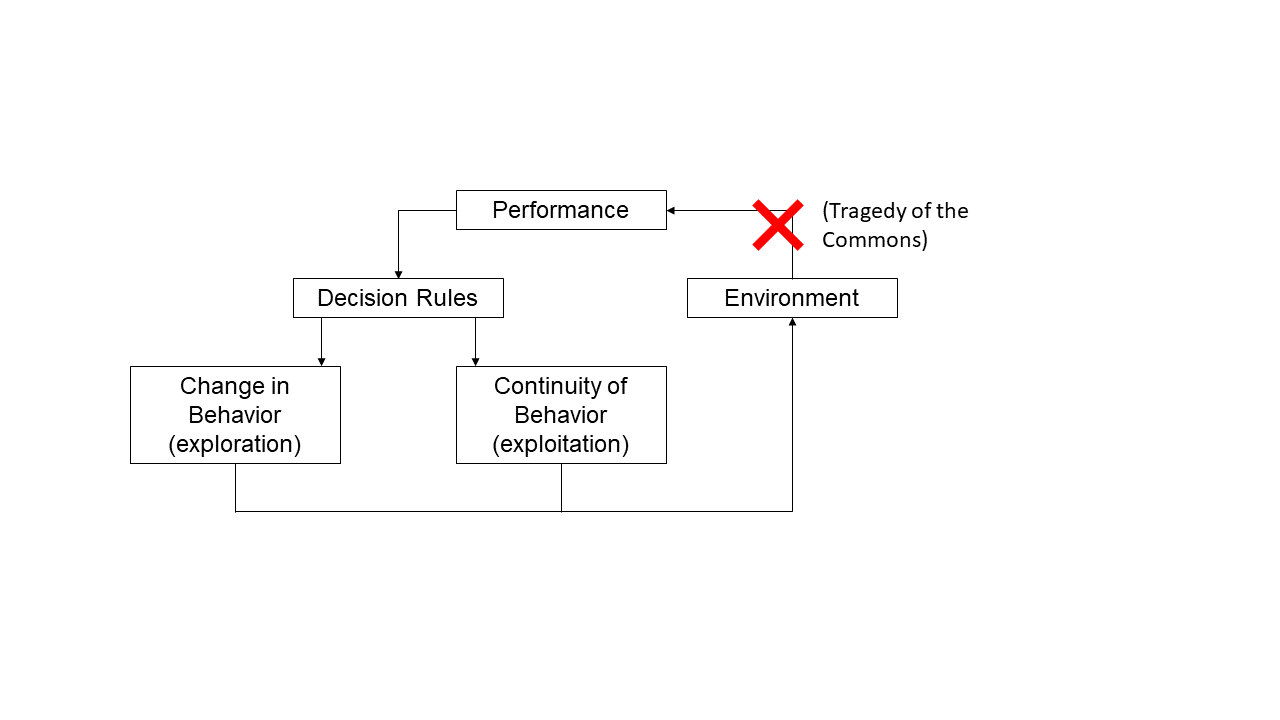 Performance
(Tragedy of the
Commons)
Decision Rules
Environment
Change in
Behavior
(exploration)
Continuity of
Behavior
(exploitation)